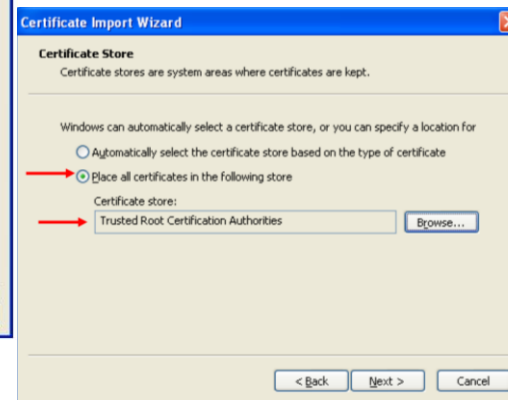 Certificate Import Wizard
Certificate Store
Certificate stores are system areas where certificates are kept.
Windows can automatically select a certificate store, or you can specify a location for
Automatically select the certificate store based on the type of certificate
Place all certificates in the following store
Certificate store:
Trusted Root Certification Authorities
Browse...
< Back
Next >
Cancel